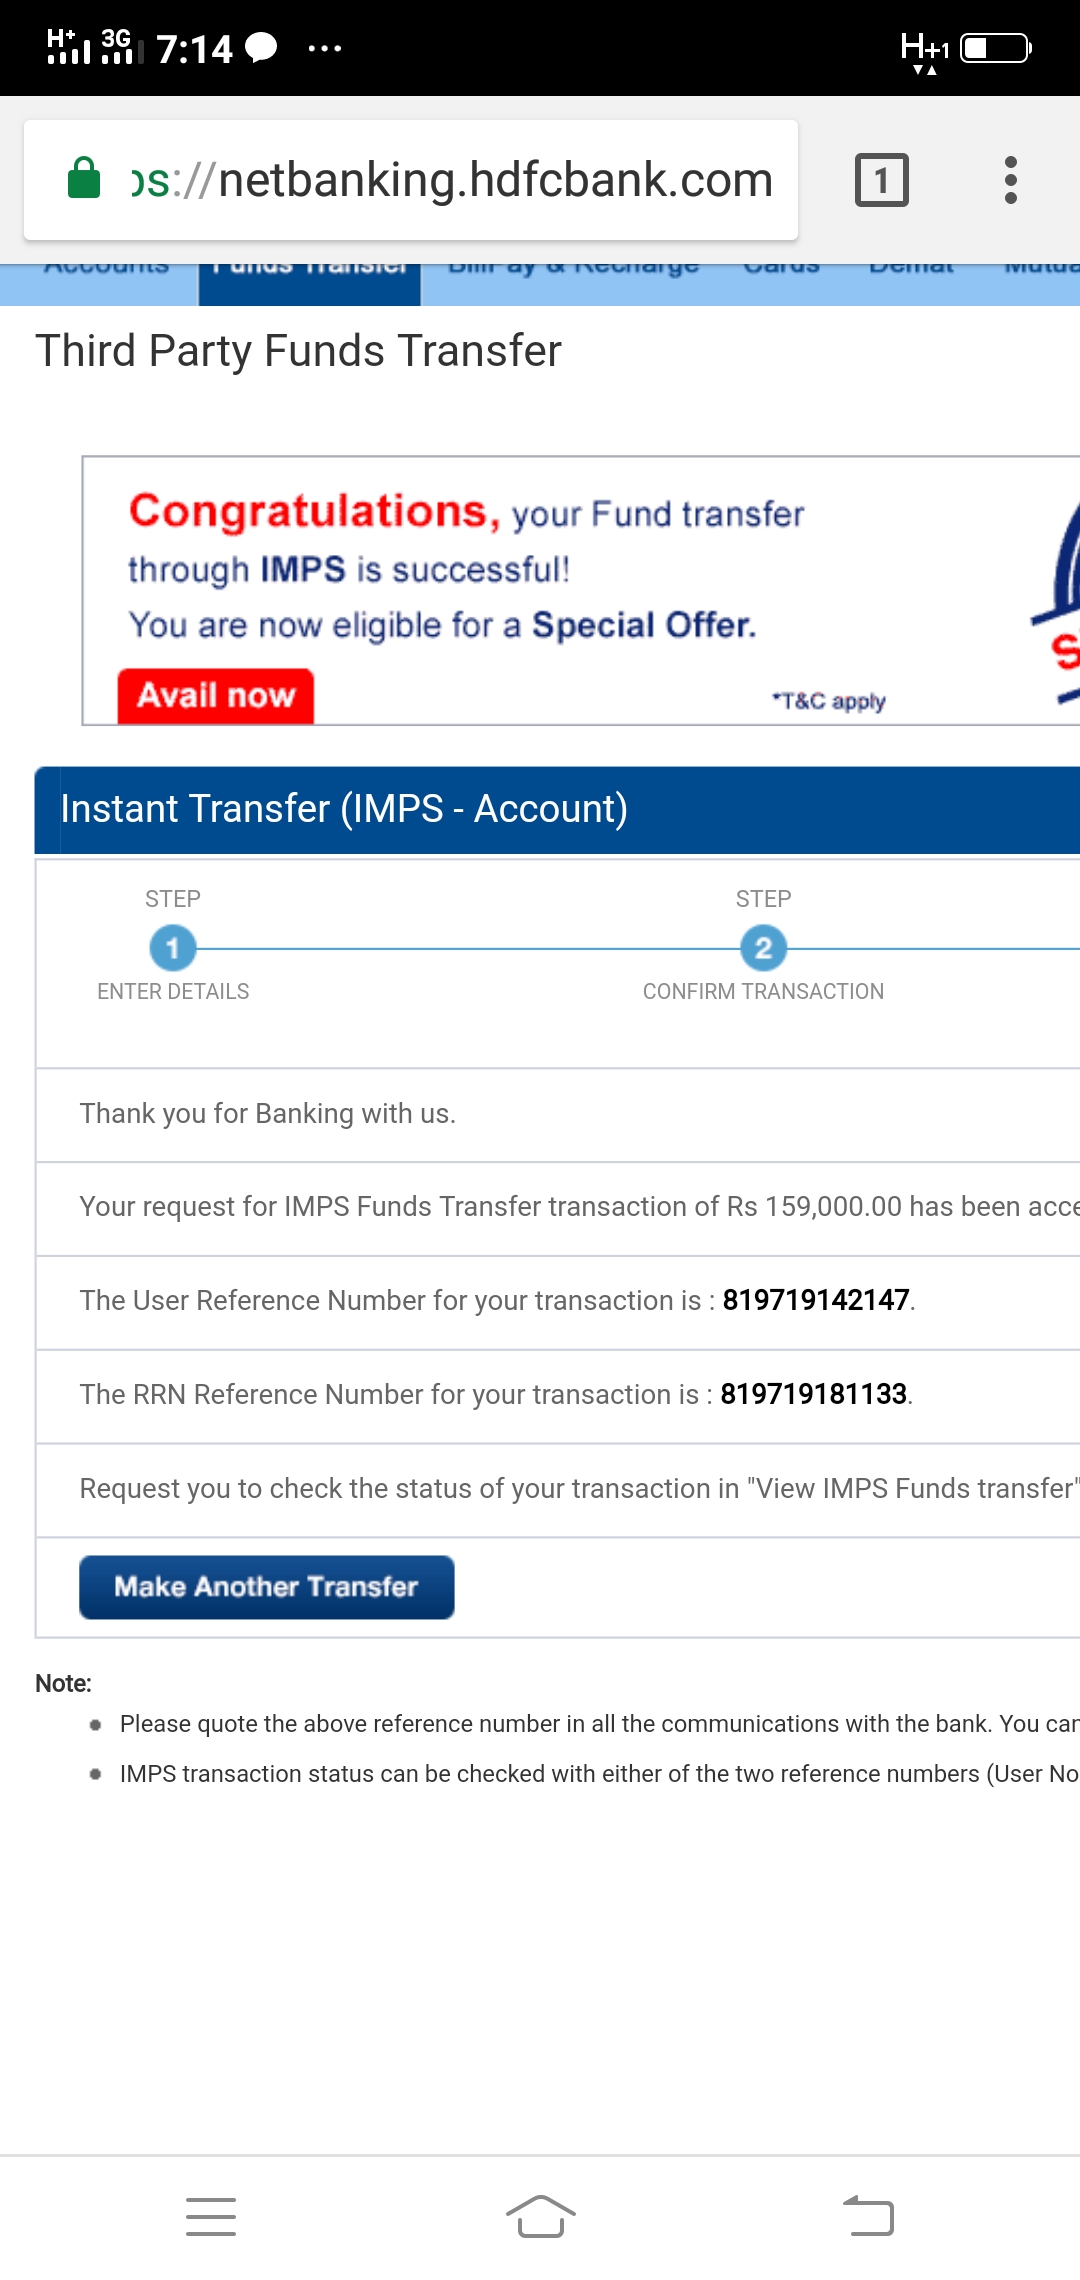 H+ 3G 7:14 ... H+1
ps://netbanking.hdfcbank.com 1
Accounts Funds Transfer BillPay & Recharge Cards Demat
Third Party Funds Transfer
Congratulations, your Fund transfer
through IMPS is successful!
You are now eligible for a Special Offer.
Avail now
*T&C apply
Instant Transfer (IMPS - Account)
STEP STEP
1 2
ENTER DETAILS CONFIRM TRANSACTION
Thank you for Banking with us.
Your request for IMPS Funds Transfer transaction of Rs 159,000.00 has been acce
The User Reference Number for your transaction is : 819719142147.
The RRN Reference Number for your transaction is : 819719181133.
Request you to check the status of your transaction in "View IMPS Funds transfer"
Make Another Transfer
Note:
Please quote the above reference number in all the communications with the bank. You can
IMPS transaction status can be checked with either of the two reference numbers (User No